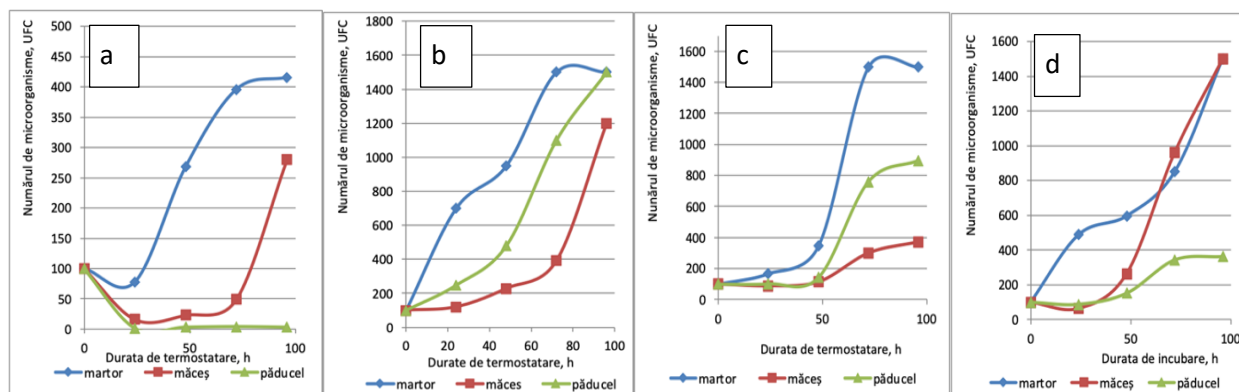 a
Numărul de microorganisme, UFC
500
450
400
350
300
250
200
150
100
50
0
0
50
100
Durata de termostatare, h
martor măceș păducel
b
Numărul de microorganisme, UFC
1800
1600
1400
1200
1000
800
600
400
200
0
0 20 40 60 80 100
Durate de termostatare, h
martor măces păducel
c
Nunărul de microorganisme, UFC
1600
1400
1200
1000
800
600
400
200
0
0 50 100
Durata de termostatare, h
martor măceș păducel
d
Numărul de microorganisme, UFC
1600
1400
1200
1000
800
600
400
200
0
0 50 100
Durata de incubare, h
martor măceș păducel